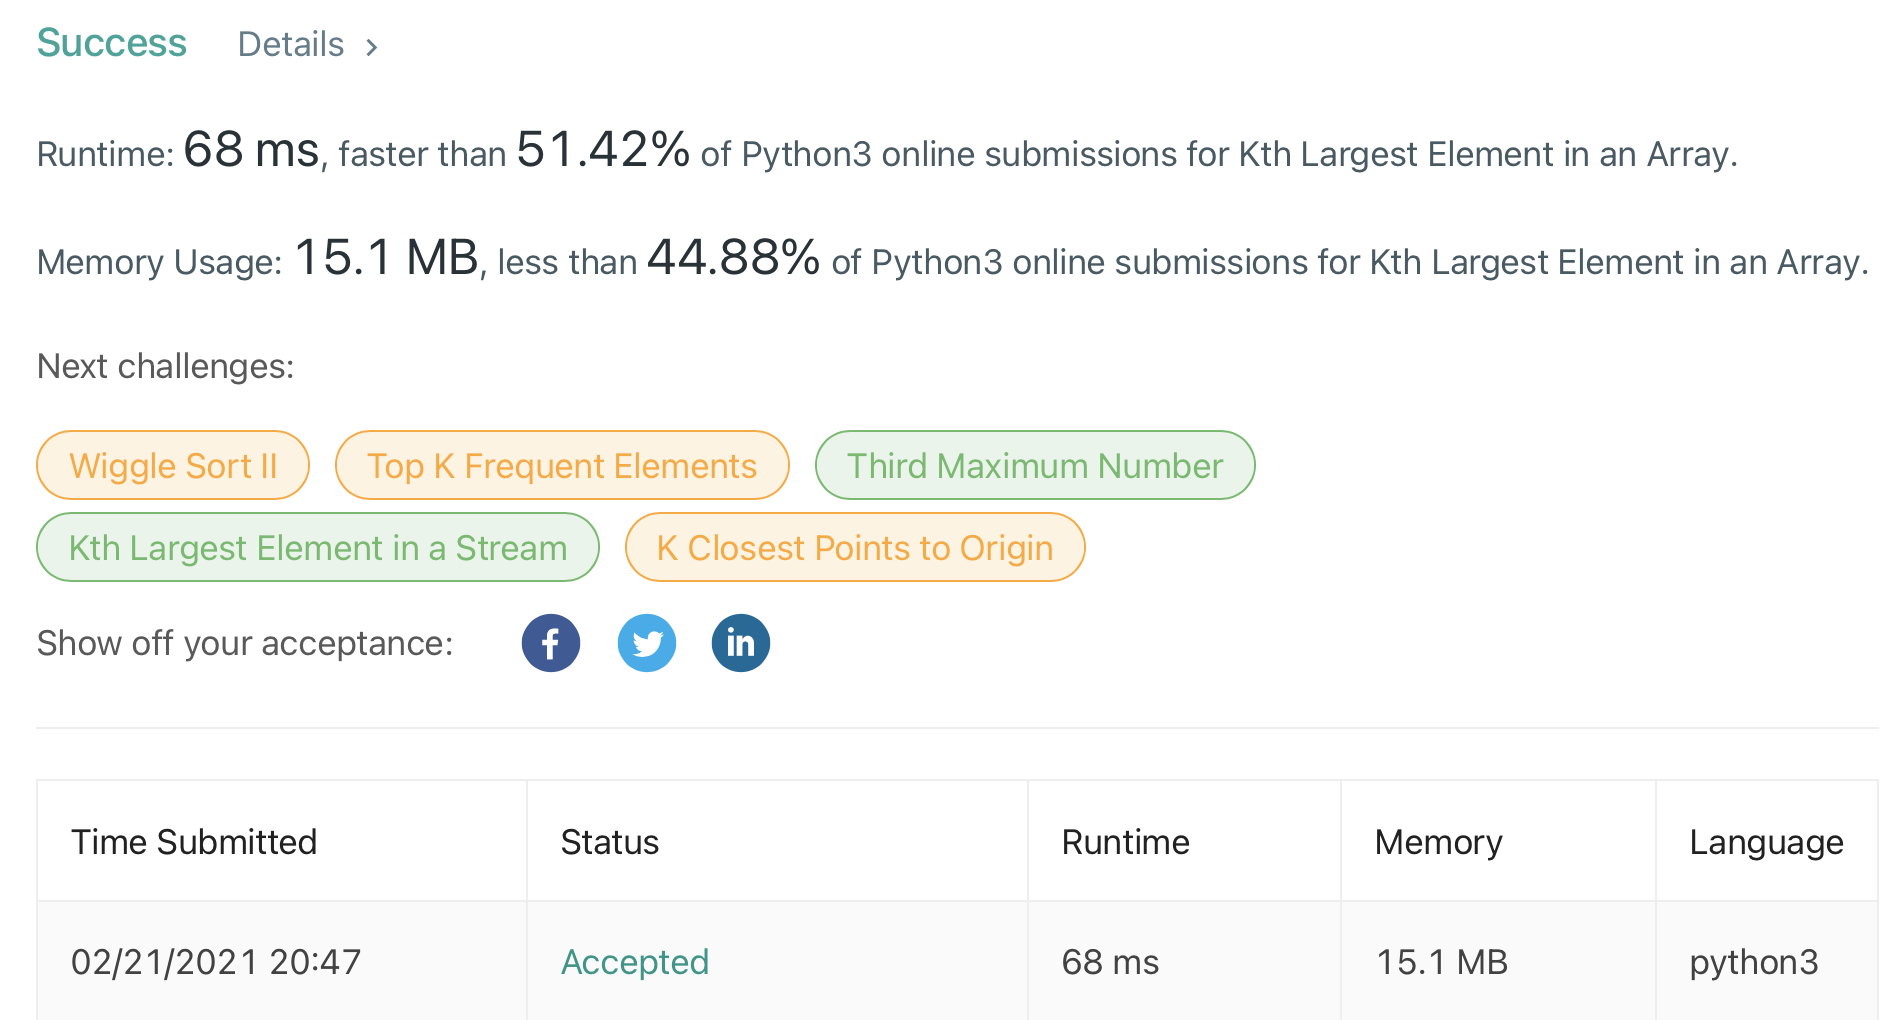 Success Details >
Runtime: 68 ms, faster than 51.42% of Python3 online submissions for Kth Largest Element in an Array.
Memory Usage: 15.1 MB, less than 44.88% of Python3 online submissions for Kth Largest Element in an Array.
Next challenges:
Wiggle Sort II Top K Frequent Elements Third Maximum Number
Kth Largest Element in a Stream K Closest Points to Origin
Show off your acceptance: f in
Time Submitted Status Runtime Memory Language
02/21/2021 20:47 Accepted 68 ms 15.1 MB python3